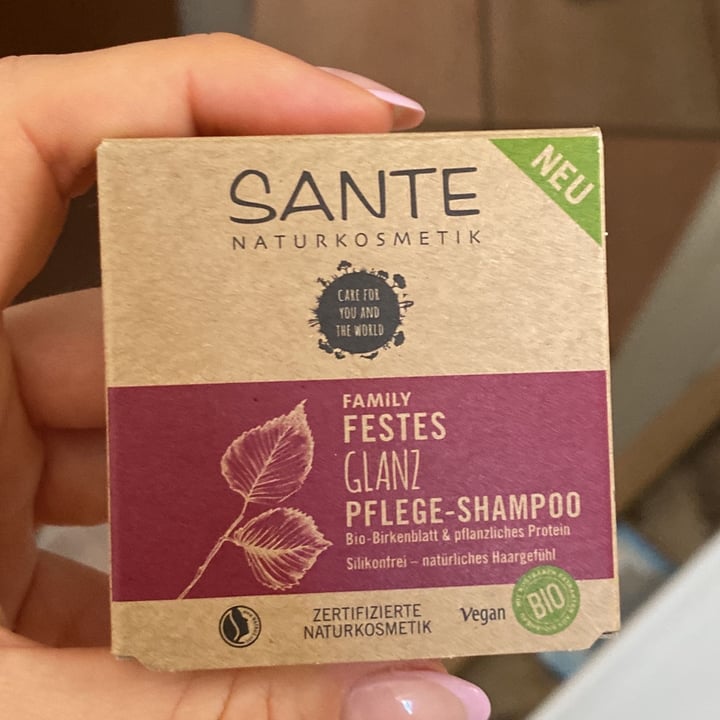 SANTE
NATURKOSMETIK
NEU
CARE FOR
YOU AND
THE WORLD
FAMILY
FESTES
GLANZ
PFLEGE-SHAMPOO
Bio-Birkenblatt & pflanzliches Protein
Silikonfrei – natürliches Haargefühl
ZERTIFIZIERTE
NATURKOSMETIK
Vegan
BIO